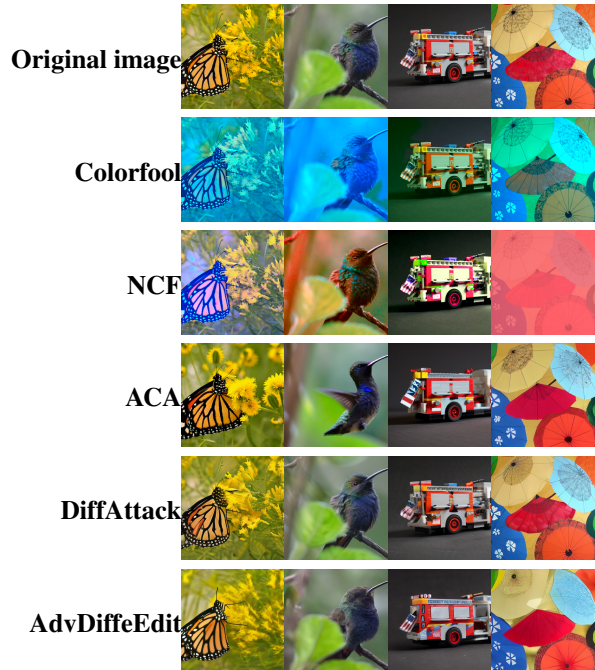 Original image
Colorfool
NCF
ACA
DiffAttack
AdvDiffeEdit